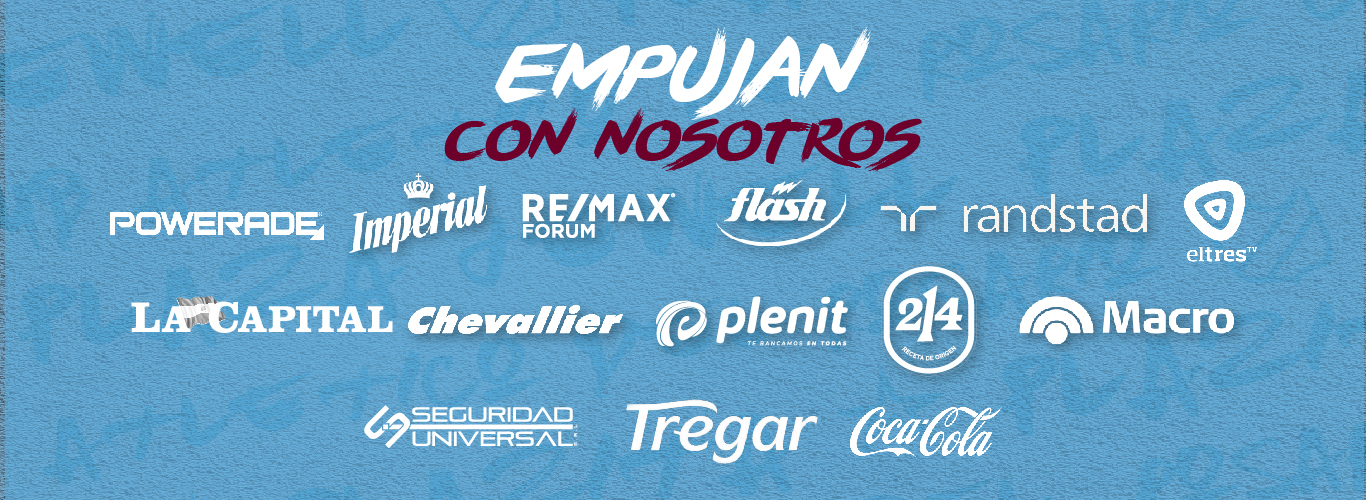 EMPUJAN
CON NOSOTROS
POWERADE Imperial RE/MAX® flash randstad eltres TV
FORUM
LA CAPITAL Chevallier plenit 214 Macro
TE BANCAMOS EN TODAS
RECETA DE ORIGEN
SEGURIDAD UNIVERSAL Tregar Coca-Cola